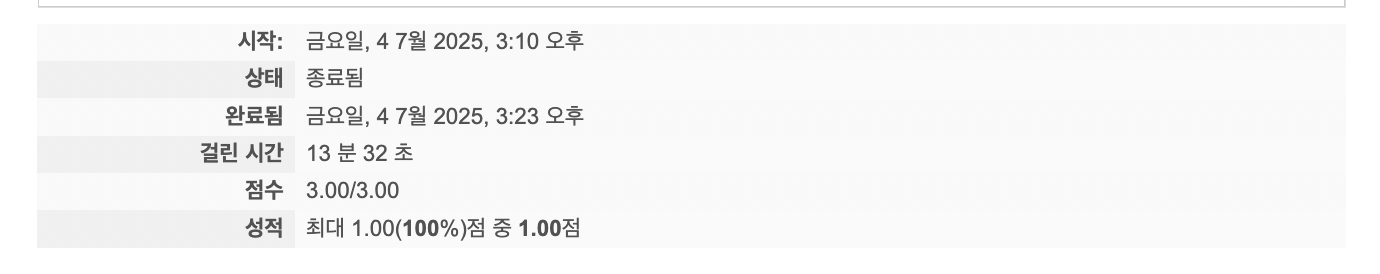 시작: 금요일, 4 7월 2025, 3:10 오후
상태 종료됨
완료됨 금요일, 4 7월 2025, 3:23 오후
걸린 시간 13 분 32 초
점수 3.00/3.00
성적 최대 1.00(100%)점 중 1.00점